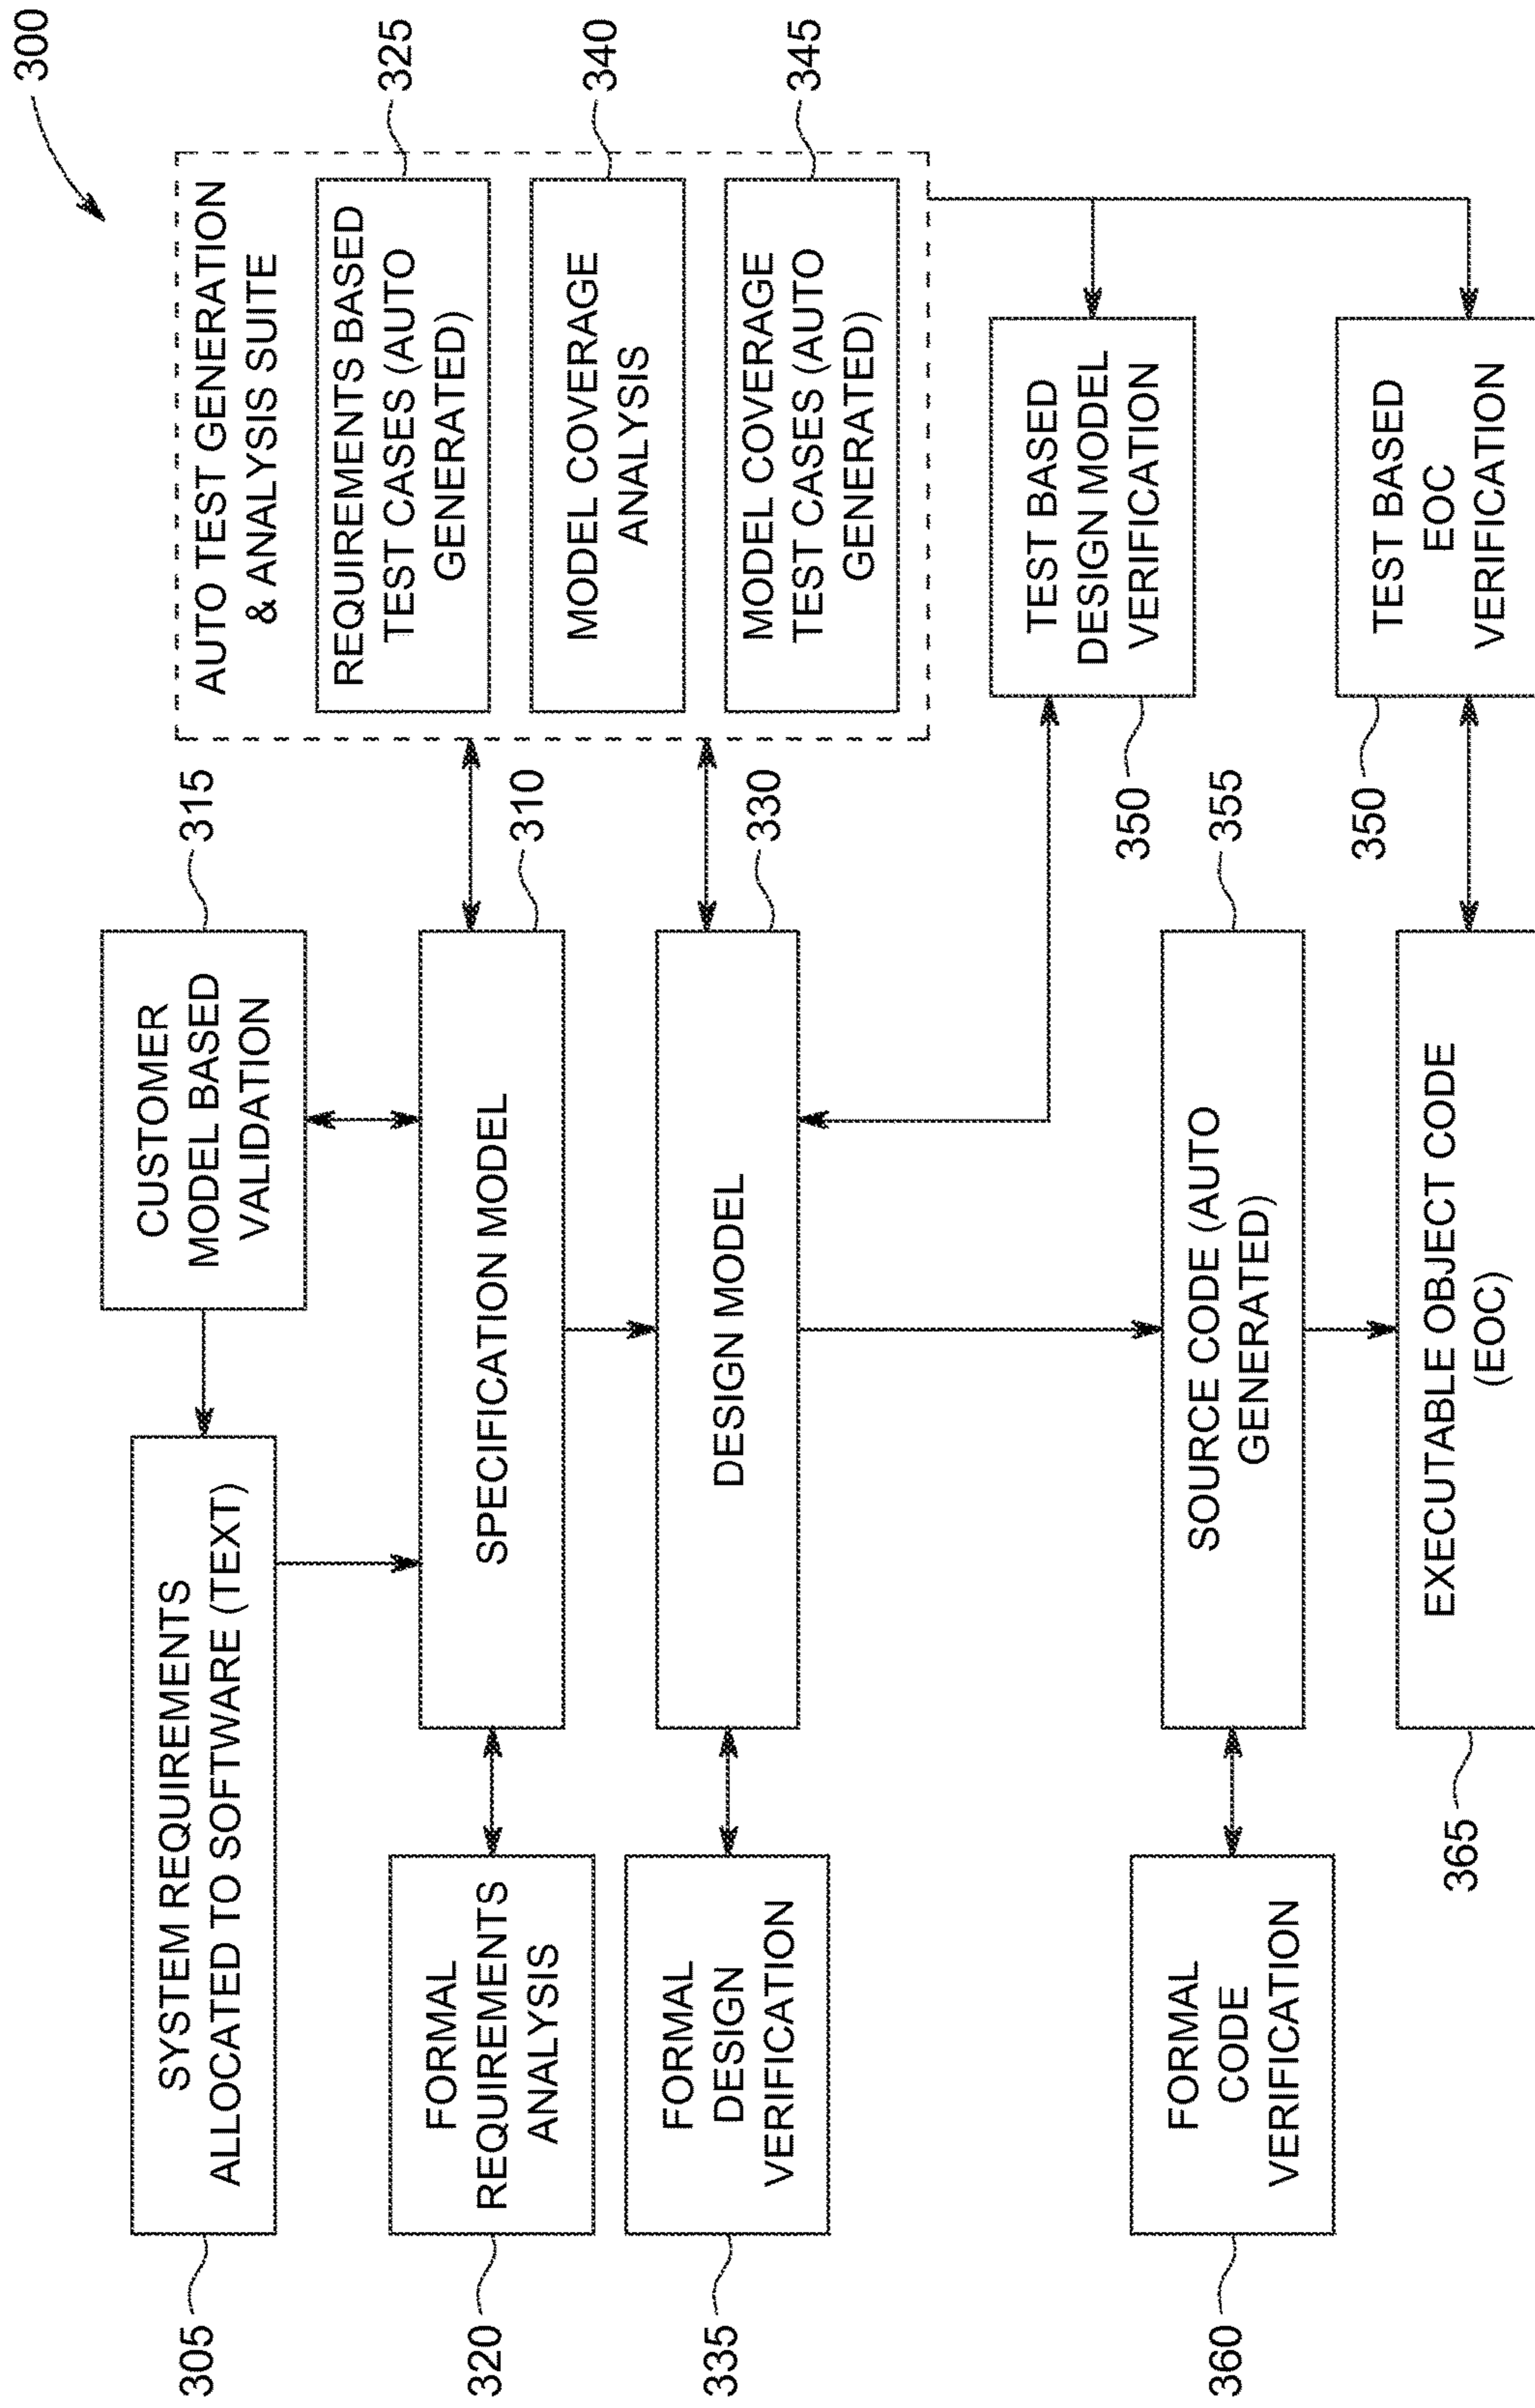 300
SYSTEM REQUIREMENTS
ALLOCATED TO SOFTWARE (TEXT)
305
CUSTOMER
MODEL BASED
VALIDATION
315
AUTO TEST GENERATION
& ANALYSIS SUITE
REQUIREMENTS BASED
TEST CASES (AUTO
GENERATED)
325
FORMAL
REQUIREMENTS
ANALYSIS
320
SPECIFICATION MODEL
310
MODEL COVERAGE
ANALYSIS
340
FORMAL
DESIGN
VERIFICATION
335
DESIGN MODEL
330
MODEL COVERAGE
TEST CASES (AUTO
GENERATED)
345
TEST BASED
DESIGN MODEL
VERIFICATION
350
FORMAL
CODE
VERIFICATION
360
SOURCE CODE (AUTO
GENERATED)
355
TEST BASED
EOC
VERIFICATION
350
EXECUTABLE OBJECT CODE
(EOC)
365